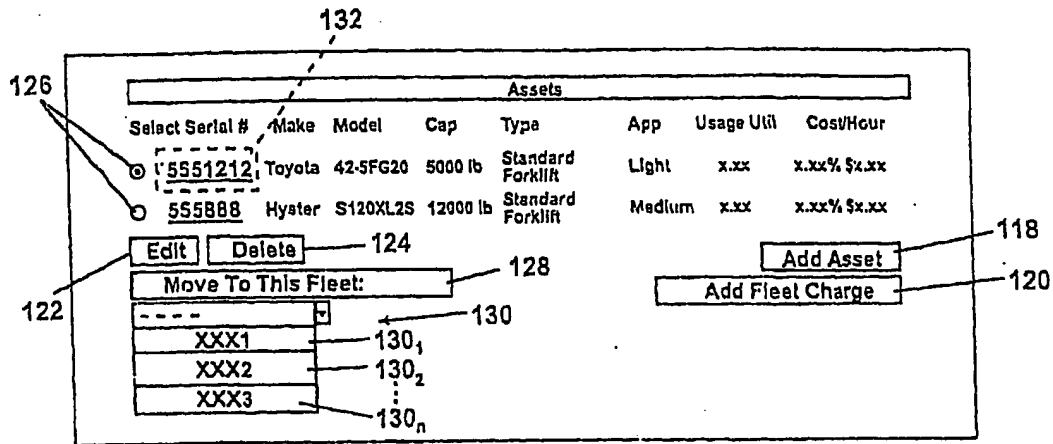 132
126
Assets
Select Serial # Make Model Cap Type App Usage Util Cost/Hour
5551212 Toyota 42-5FG20 5000 lb Standard Forklift Light x.xx x.xx% $x.xx
555888 Hyster S120XL2S 12000 lb Standard Forklift Medium x.xx x.xx% $x.xx
Edit Delete 124 118
Add Asset
Move To This Fleet: 128
122 Add Fleet Charge 120
---- 130
XXX1 130₁
XXX2 130₂
XXX3 130ₙ